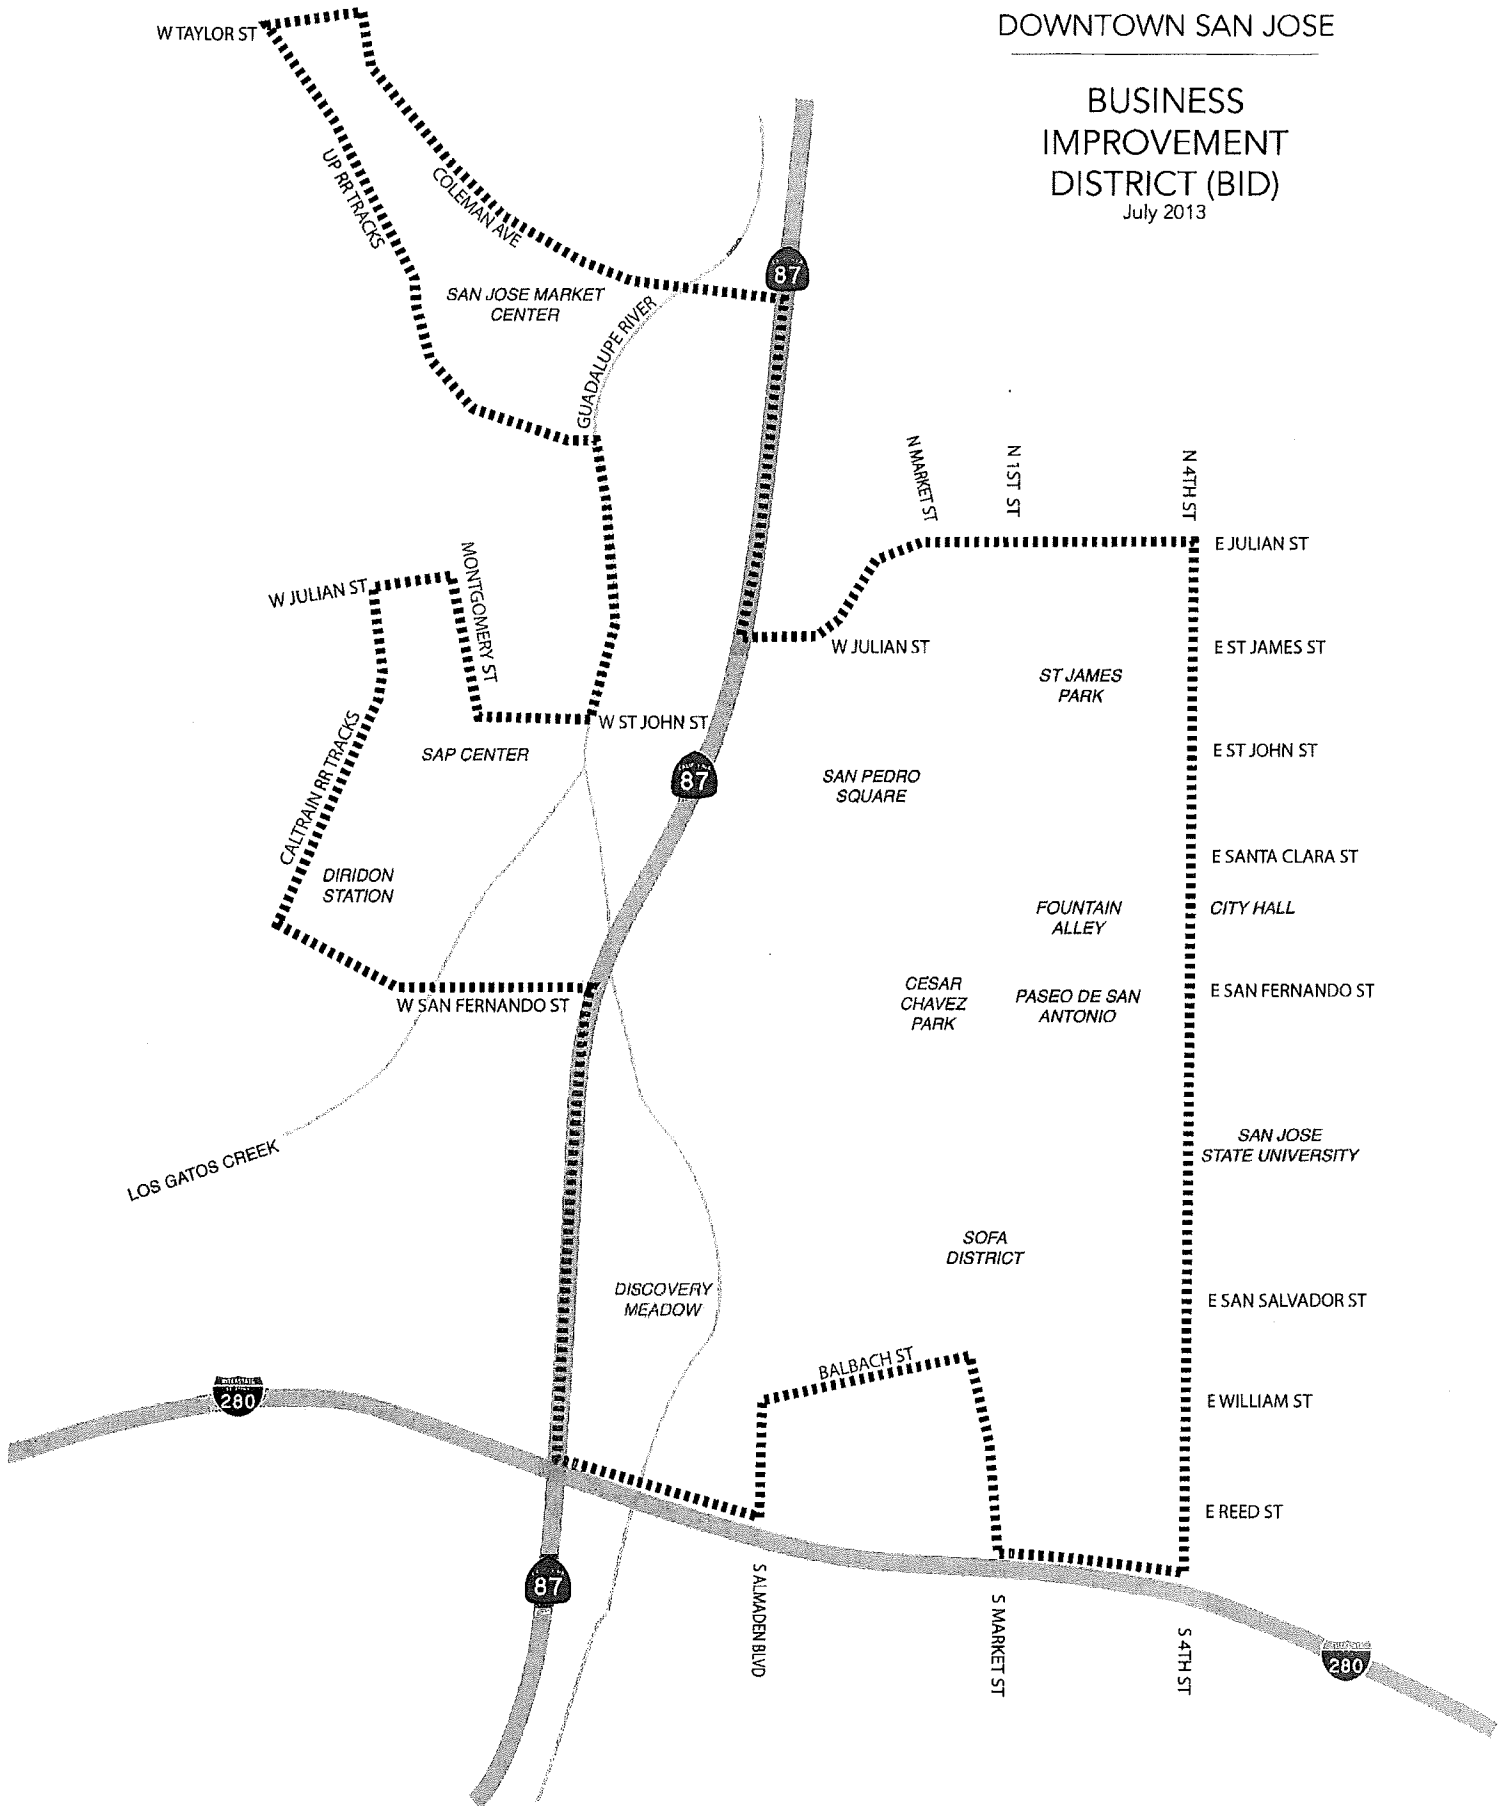 DOWNTOWN SAN JOSE
BUSINESS
IMPROVEMENT
DISTRICT (BID)
July 2013
W TAYLOR ST
UP RR TRACKS
COLEMAN AVE
87
SAN JOSE MARKET
CENTER
GUADALUPE RIVER
N MARKET ST
N 1ST ST
N 4TH ST
E JULIAN ST
W JULIAN ST
MONTGOMERY ST
W JULIAN ST
E ST JAMES ST
ST JAMES
PARK
W ST JOHN ST
E ST JOHN ST
SAP CENTER
CALTRAIN RR TRACKS
87
SAN PEDRO
SQUARE
E SANTA CLARA ST
DIRIDON
STATION
FOUNTAIN
ALLEY
CITY HALL
CESAR
CHAVEZ
PARK
PASEO DE SAN
ANTONIO
E SAN FERNANDO ST
W SAN FERNANDO ST
LOS GATOS CREEK
SAN JOSE
STATE UNIVERSITY
SOFA
DISTRICT
DISCOVERY
MEADOW
E SAN SALVADOR ST
BALBACH ST
INTERSTATE
280
E WILLIAM ST
E REED ST
87
S ALMADEN BLVD
S MARKET ST
S 4TH ST
280